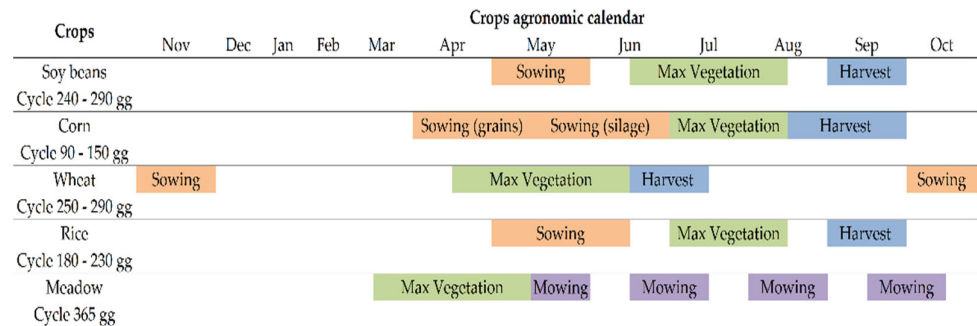 Crops agronomic calendar
Crops
Nov Dec Jan Feb Mar Apr May Jun Jul Aug Sep Oct
Soy beans Sowing Max Vegetation Harvest
Cycle 240 - 290 gg
Corn Sowing (grains) Sowing (silage) Max Vegetation Harvest
Cycle 90 - 150 gg
Wheat Sowing Max Vegetation Harvest Sowing
Cycle 250 - 290 gg
Rice Sowing Max Vegetation Harvest
Cycle 180 - 230 gg
Meadow Max Vegetation Mowing Mowing Mowing Mowing
Cycle 365 gg